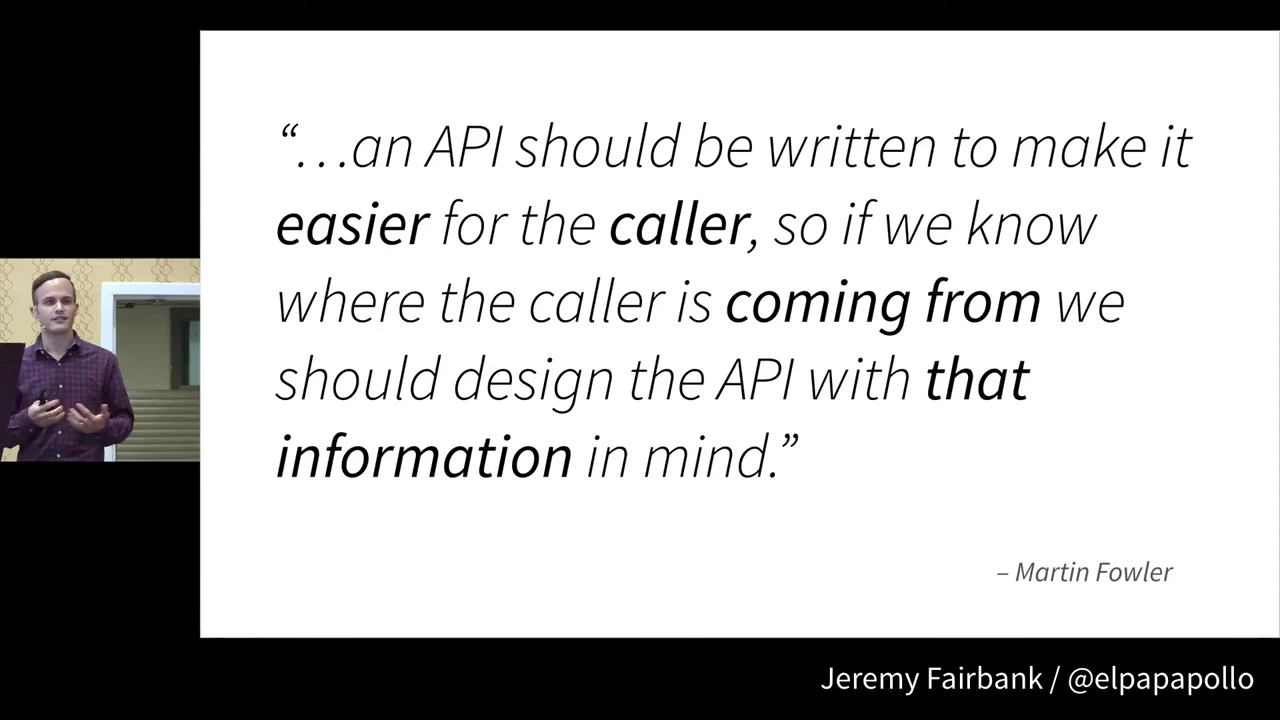 “…an API should be written to make it
easier for the caller, so if we know
where the caller is coming from we
should design the API with that
information in mind.”
– Martin Fowler
Jeremy Fairbank / @elpapapollo